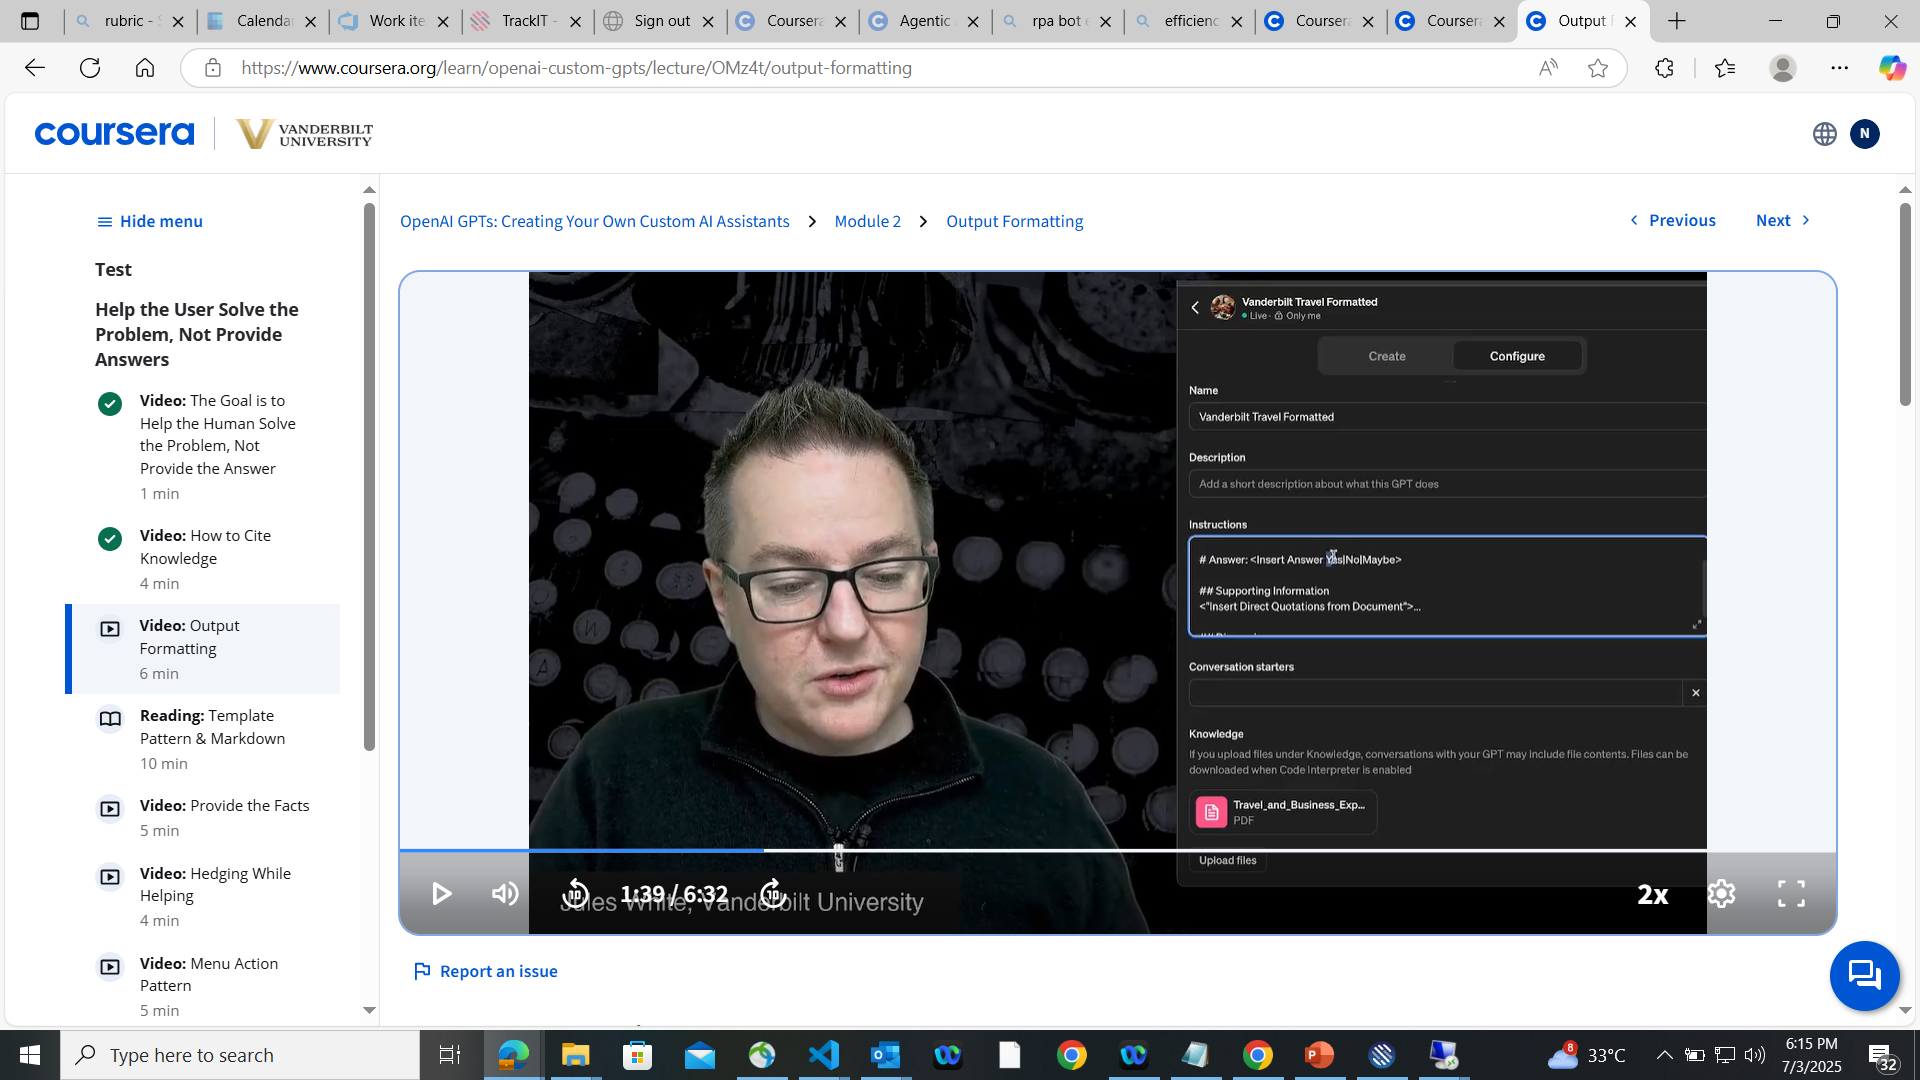 rubric - S
Calendar
Work ite
TrackIT -
Sign out
Coursera
Agentic
rpa bot e
efficienc
Coursera
Coursera
Output F
https://www.coursera.org/learn/openai-custom-gpts/lecture/OMz4t/output-formatting
coursera
VANDERBILT
UNIVERSITY
N
Hide menu
Test
Help the User Solve the
Problem, Not Provide
Answers
Video: The Goal is to
Help the Human Solve
the Problem, Not
Provide the Answer
1 min
Video: How to Cite
Knowledge
4 min
Video: Output
Formatting
6 min
Reading: Template
Pattern & Markdown
10 min
Video: Provide the Facts
5 min
Video: Hedging While
Helping
4 min
Video: Menu Action
Pattern
5 min
OpenAI GPTs: Creating Your Own Custom AI Assistants > Module 2 > Output Formatting
Previous
Next
Vanderbilt Travel Formatted
Live · Only me
Create
Configure
Name
Vanderbilt Travel Formatted
Description
Add a short description about what this GPT does
Instructions
# Answer: <Insert Answer Yas|No|Maybe>
## Supporting Information
<"Insert Direct Quotations from Document">...
Conversation starters
Knowledge
If you upload files under Knowledge, conversations with your GPT may include file contents. Files can be
downloaded when Code Interpreter is enabled
Travel_and_Business_Exp...
PDF
Upload files
1:39 / 6:32
2x
Jules White, Vanderbilt University
Report an issue
Type here to search
8
33°C
6:15 PM
7/3/2025
32